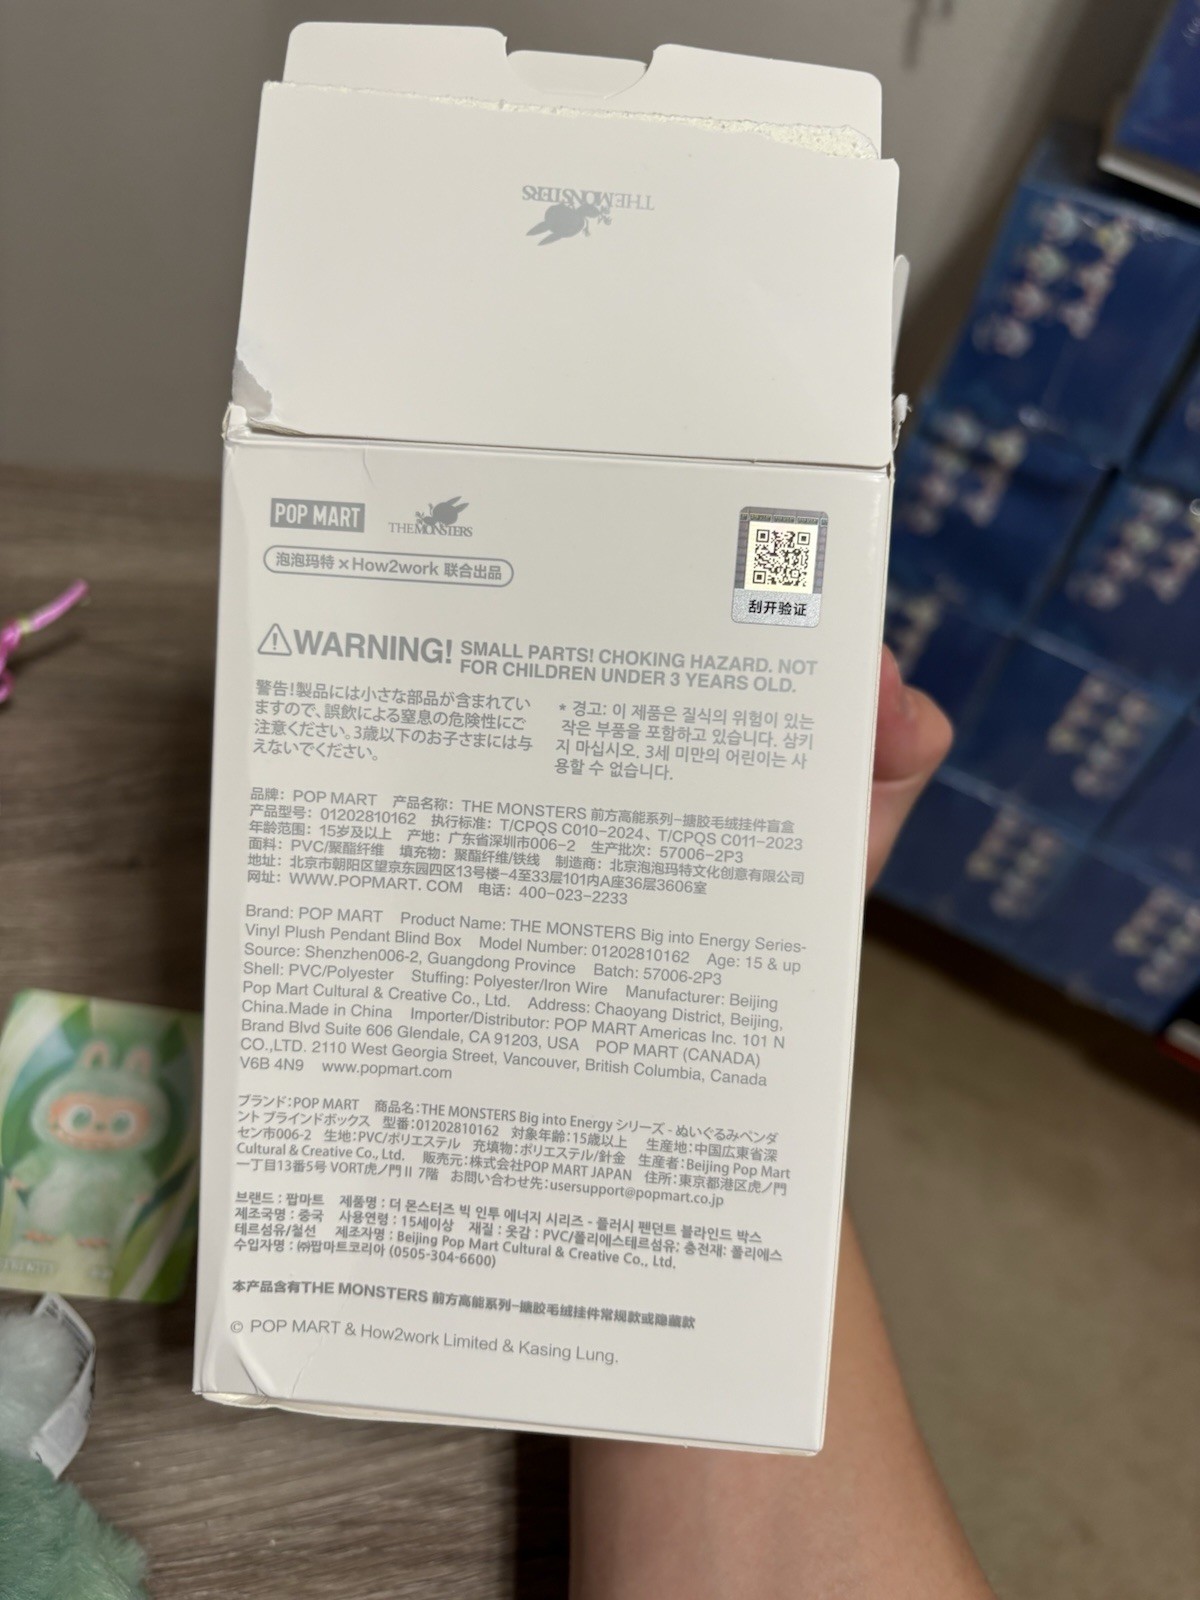 THE MONSTERS
POP MART
THE MONSTERS
泡泡玛特 × How2work 联合出品
刮开验证
WARNING! SMALL PARTS! CHOKING HAZARD. NOT
FOR CHILDREN UNDER 3 YEARS OLD.
警告!製品には小さな部品が含まれてい
ますので、誤飲による窒息の危険性にご
注意ください。3歳以下のお子さまには与
えないでください。
* 경고: 이 제품은 질식의 위험이 있는
작은 부품을 포함하고 있습니다. 삼키
지 마십시오. 3세 미만의 어린이는 사
용할 수 없습니다.
品牌：POP MART 产品名称：THE MONSTERS 前方高能系列-搪胶毛绒挂件盲盒
产品型号：01202810162 执行标准：T/CPQS C010-2024、T/CPQS C011-2023
年龄范围：15岁及以上 产地：广东省深圳市006-2 生产批次：57006-2P3
面料：PVC/聚酯纤维 填充物：聚酯纤维/铁线 制造商：北京泡泡玛特文化创意有限公司
地址：北京市朝阳区望京东园四区13号楼-4至33层101内A座36层3606室
网址：WWW.POPMART.COM 电话：400-023-2233
Brand: POP MART Product Name: THE MONSTERS Big into Energy Series-
Vinyl Plush Pendant Blind Box Model Number: 01202810162 Age: 15 & up
Source: Shenzhen006-2, Guangdong Province Batch: 57006-2P3
Shell: PVC/Polyester Stuffing: Polyester/Iron Wire Manufacturer: Beijing
Pop Mart Cultural & Creative Co., Ltd. Address: Chaoyang District, Beijing,
China.Made in China Importer/Distributor: POP MART Americas Inc. 101 N
Brand Blvd Suite 606 Glendale, CA 91203, USA POP MART (CANADA)
CO.,LTD. 2110 West Georgia Street, Vancouver, British Columbia, Canada
V6B 4N9 www.popmart.com
ブランド:POP MART 商品名:THE MONSTERS Big into Energy シリーズ - ぬいぐるみペンダ
ント ブラインドボックス 型番:01202810162 対象年齢:15歳以上 生産地:中国広東省深
セン市006-2 生地:PVC/ポリエステル 充填物:ポリエステル/針金 生産者:Beijing Pop Mart
Cultural & Creative Co., Ltd. 販売元:株式会社POP MART JAPAN 住所:東京都港区虎ノ門
一丁目13番5号 VORT虎ノ門Ⅱ 7階 お問い合わせ先:usersupport@popmart.co.jp
브랜드 : 팝마트 제품명 : 더 몬스터즈 빅 인투 에너지 시리즈 - 플러시 펜던트 블라인드 박스
제조국명 : 중국 사용연령 : 15세이상 재질 : 옷감 : PVC/폴리에스테르섬유; 충전재: 폴리에스
테르섬유/철선 제조자명 : Beijing Pop Mart Cultural & Creative Co., Ltd.
수입자명 : ㈜팝마트코리아 (0505-304-6600)
本产品含有THE MONSTERS 前方高能系列-搪胶毛绒挂件常规款或隐藏款
© POP MART & How2work Limited & Kasing Lung.